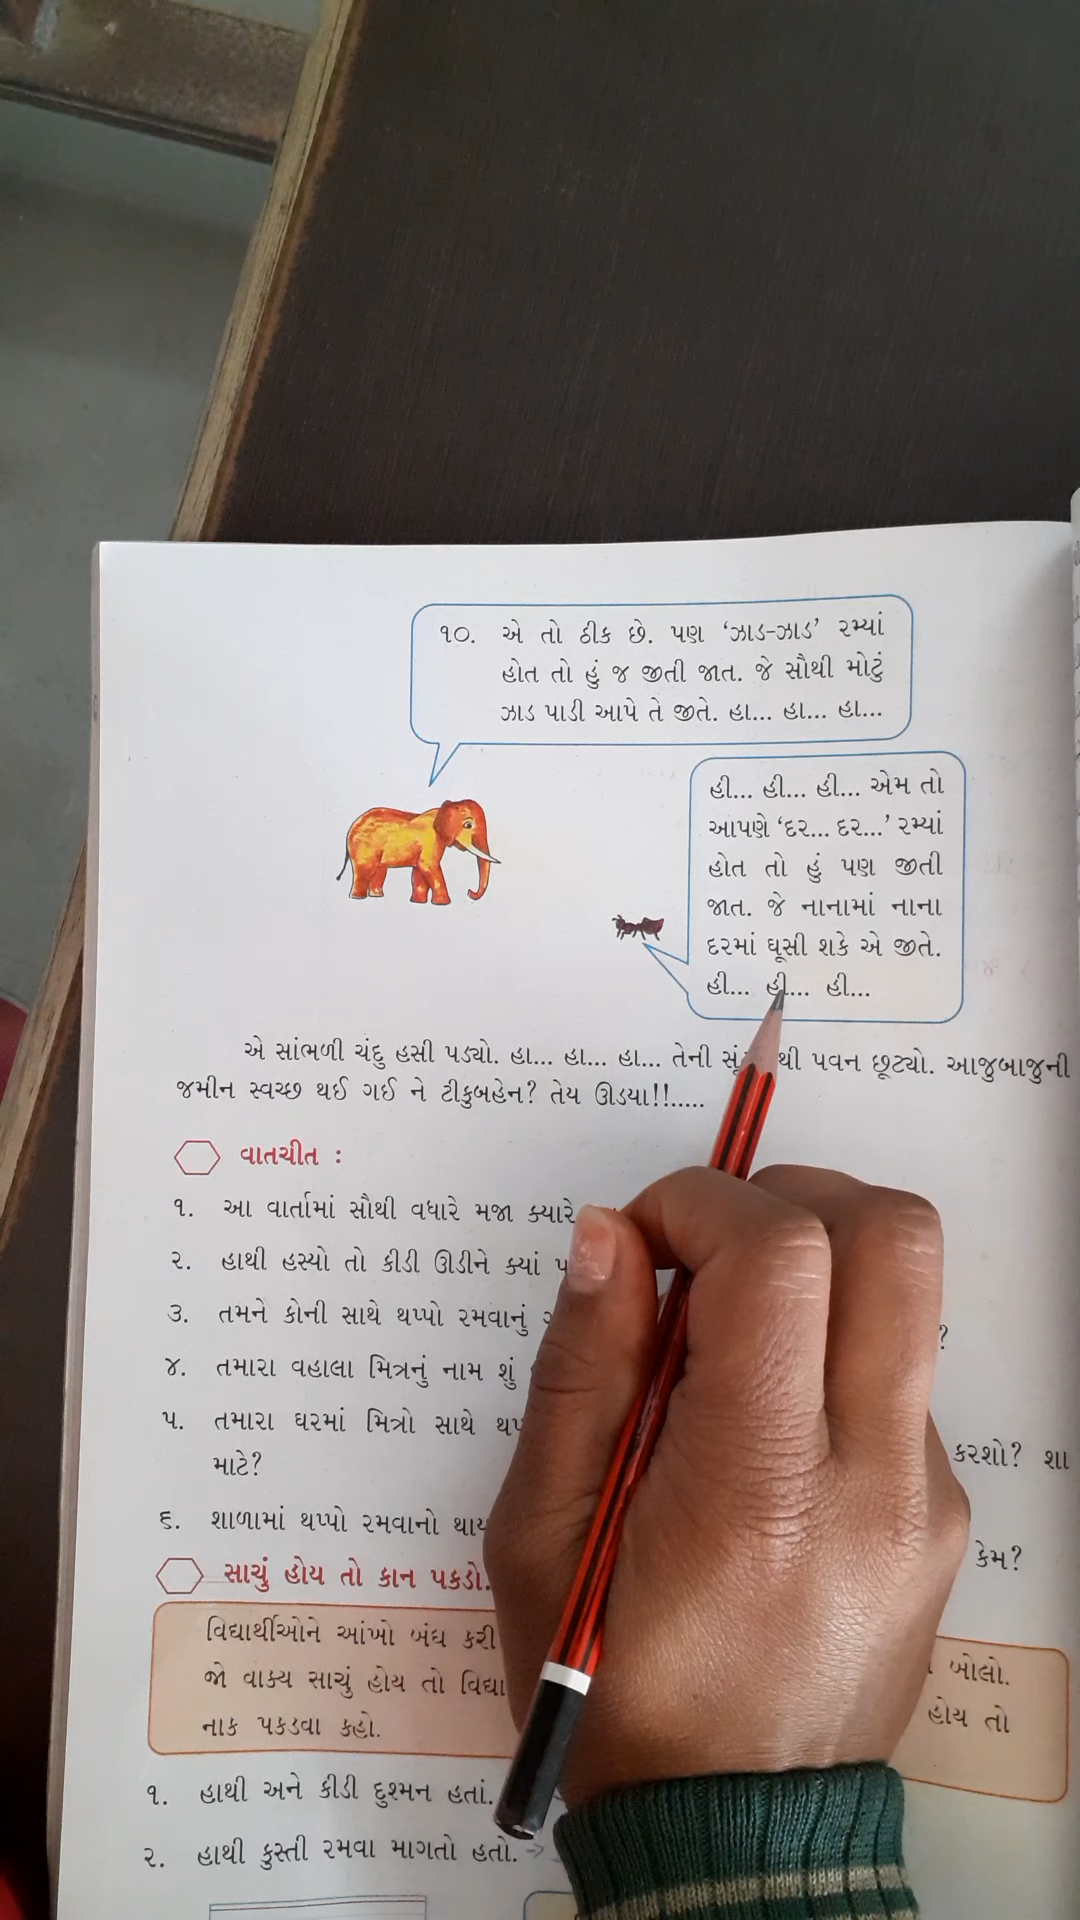 ૧૦. એ તો ઠીક છે. પણ ‘ઝાડ-ઝાડ’ રમ્યાં
હોત તો હું જ જીતી જાત. જે સૌથી મોટું
ઝાડ પાડી આપે તે જીતે. હા... હા... હા...
હી... હી... હી... એમ તો
આપણે ‘દર... દર...’ રમ્યાં
હોત તો હું પણ જીતી
જાત. જે નાનામાં નાના
દરમાં ઘૂસી શકે એ જીતે.
હી... હી... હી...
એ સાંભળી ચંદુ હસી પડ્યો. હા... હા... હા... તેની પવન છૂટ્યો. આજુબાજુની
જમીન સ્વચ્છ થઈ ગઈ ને ટીકુબહેન? તેય ઊડયા!!.....
વાતચીત :
૧. આ વાર્તામાં સૌથી વધારે મજા ક્યારે
૨. હાથી હસ્યો તો કીડી ઊડીને ક્યાં
૩. તમને કોની સાથે થપ્પો રમવાનું ?
૪. તમારા વહાલા મિત્રનું નામ શું
૫. તમારા ઘરમાં મિત્રો સાથે કરશો? શા
માટે?
૬. શાળામાં થપ્પો રમવાનો કેમ?
સાચું હોય તો કાન પકડો.
વિદ્યાર્થીઓને આંખો બંધ કરી બોલો.
જો વાક્ય સાચું હોય તો હોય તો
નાક પકડવા કહો.
૧. હાથી અને કીડી દુશ્મન હતાં.
૨. હાથી કુસ્તી રમવા માગતો હતો.